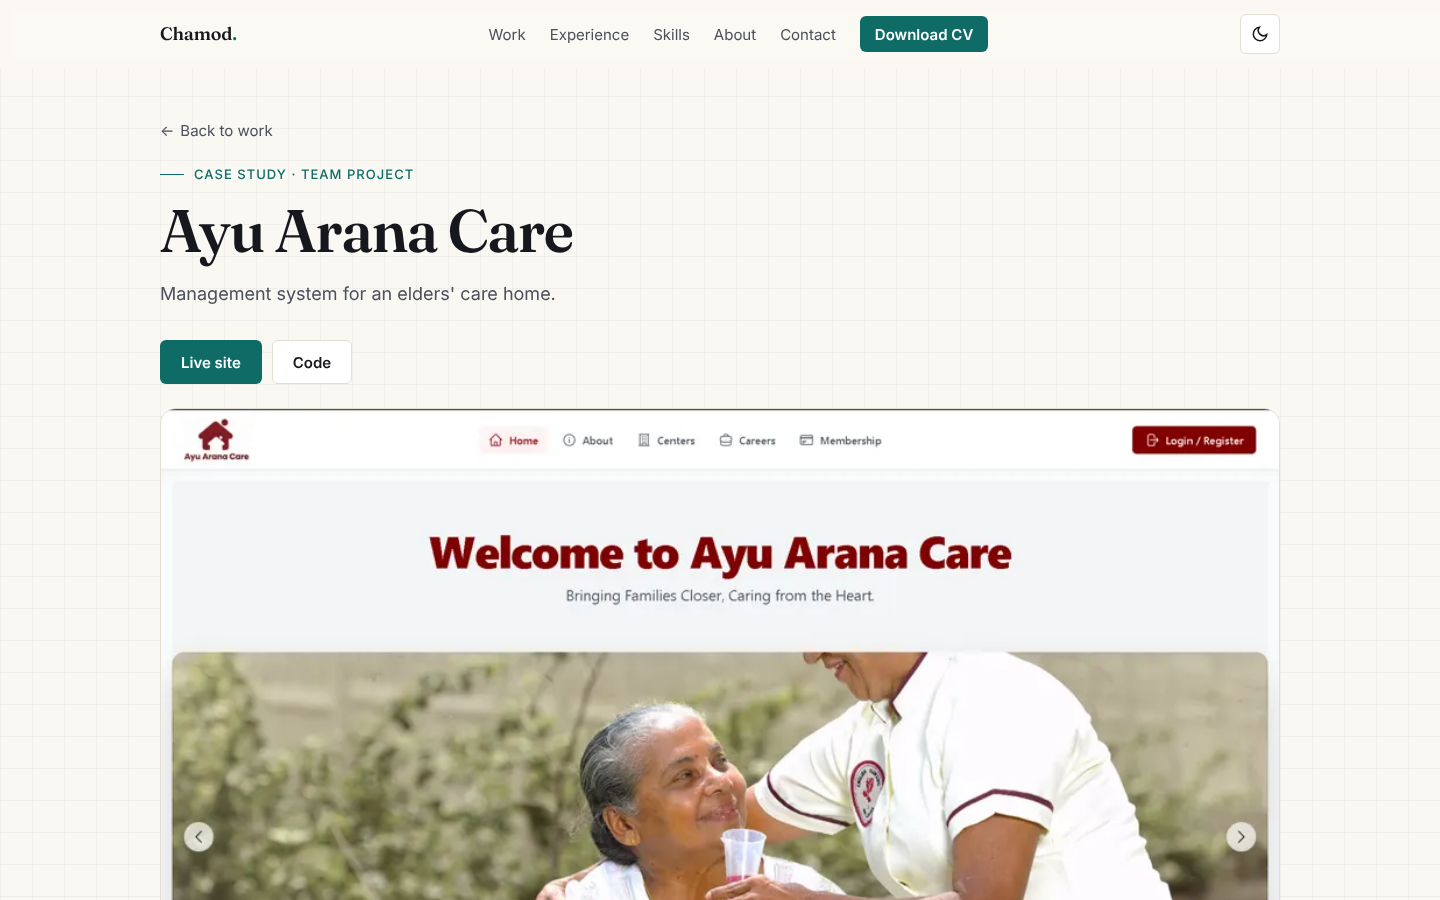 Chamod.
Work Experience Skills About Contact Download CV
← Back to work
CASE STUDY · TEAM PROJECT
Ayu Arana Care
Management system for an elders' care home.
Live site Code
Ayu Arana Care
Home About Centers Careers Membership
Login / Register
Welcome to Ayu Arana Care
Bringing Families Closer, Caring from the Heart.